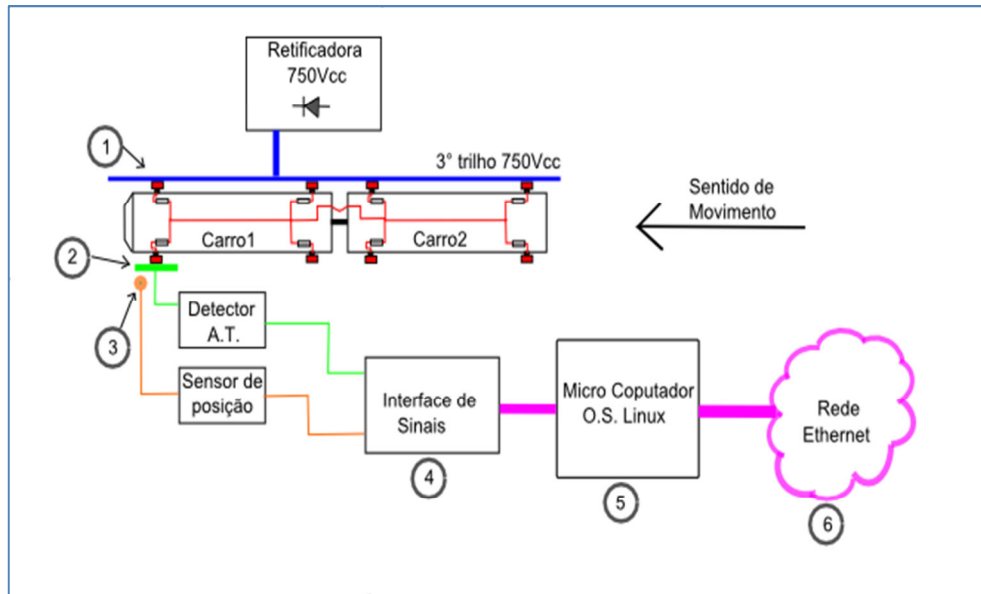 Retificadora
750Vcc
1
3° trilho 750Vcc
Sentido de
Movimento
Carro1
Carro2
2
3
Detector
A.T.
Sensor de
posição
Interface de
Sinais
4
Micro Coputador
O.S. Linux
5
Rede
Ethernet
6